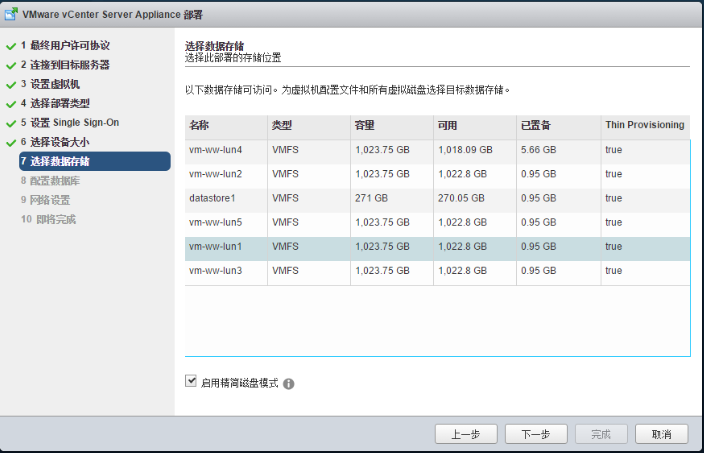 VMware vCenter Server Appliance 部署
1 最终用户许可协议
2 连接到目标服务器
3 设置虚拟机
4 选择部署类型
5 设置 Single Sign-On
6 选择设备大小
7 选择数据存储
8 配置数据库
9 网络设置
10 即将完成
选择数据存储
选择此部署的存储位置
以下数据存储可访问。为虚拟机配置文件和所有虚拟磁盘选择目标数据存储。
名称 类型 容量 可用 已置备 Thin Provisioning
vm-ww-lun4 VMFS 1,023.75 GB 1,018.09 GB 5.66 GB true
vm-ww-lun2 VMFS 1,023.75 GB 1,022.8 GB 0.95 GB true
datastore1 VMFS 271 GB 270.05 GB 0.95 GB true
vm-ww-lun5 VMFS 1,023.75 GB 1,022.8 GB 0.95 GB true
vm-ww-lun1 VMFS 1,023.75 GB 1,022.8 GB 0.95 GB true
vm-ww-lun3 VMFS 1,023.75 GB 1,022.8 GB 0.95 GB true
启用精简磁盘模式
上一步 下一步 完成 取消